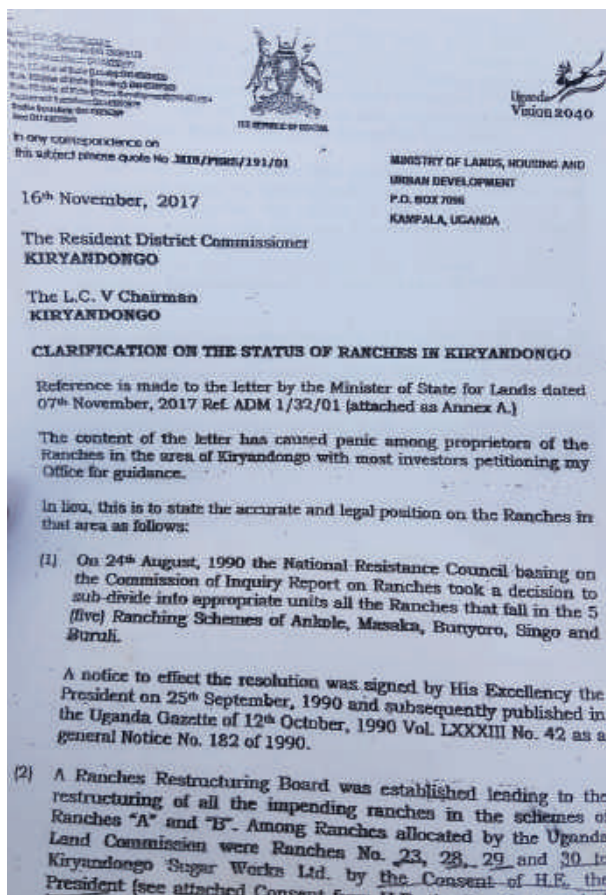 Uganda
Vision 2040
THE REPUBLIC OF UGANDA
In any correspondence on
this subject please quote No.
MINISTRY OF LANDS, HOUSING AND
URBAN DEVELOPMENT
P.O. BOX 7096
KAMPALA, UGANDA
16th November, 2017
The Resident District Commissioner
KIRYANDONGO
The L.C. V Chairman
KIRYANDONGO
CLARIFICATION ON THE STATUS OF RANCHES IN KIRYANDONGO
Reference is made to the letter by the Minister of State for Lands dated
07th November, 2017 Ref. ADM 1/32/01 (attached as Annex A.)
The content of the letter has caused panic among proprietors of the
Ranches in the area of Kiryandongo with most investors petitioning my
Office for guidance.
In lieu, this is to state the accurate and legal position on the Ranches in
that area as follows:
(1) On 24th August, 1990 the National Resistance Council basing on
the Commission of Inquiry Report on Ranches took a decision to
sub-divide into appropriate units all the Ranches that fall in the 5
(five) Ranching Schemes of Ankole, Masaka, Bunyoro, Singo and
Buruli.
A notice to effect the resolution was signed by His Excellency the
President on 25th September, 1990 and subsequently published in
the Uganda Gazette of 12th October, 1990 Vol. LXXXIII No. 42 as a
general Notice No. 182 of 1990.
(2) A Ranches Restructuring Board was established leading to the
restructuring of all the impending ranches in the schemes of
Ranches "A" and "B". Among Ranches allocated by the Uganda
Land Commission were Ranches No. 23, 28, 29 and 30 to
Kiryandongo Sugar Works Ltd. by the Consent of H.E. the
President (see attached Consent